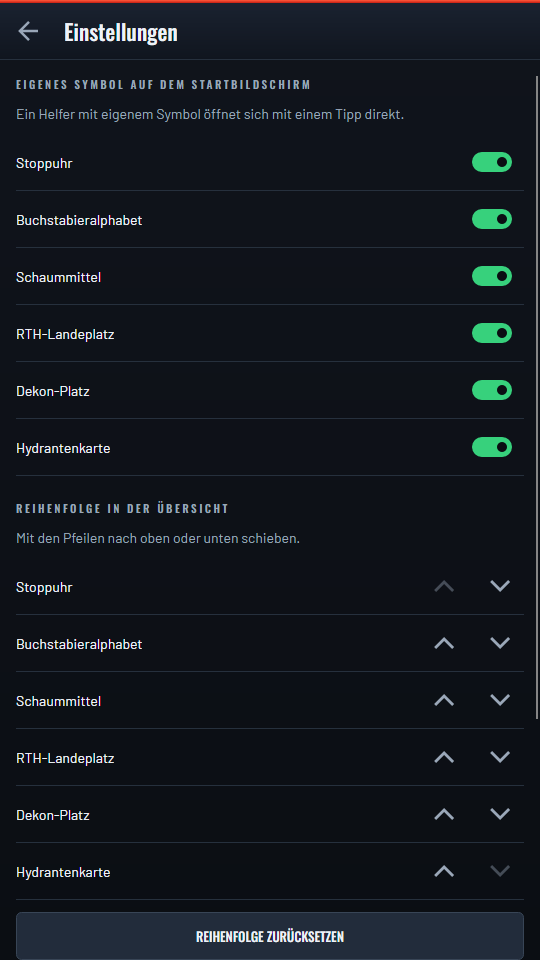 Einstellungen
EIGENES SYMBOL AUF DEM STARTBILDSCHIRM
Ein Helfer mit eigenem Symbol öffnet sich mit einem Tipp direkt.
Stoppuhr
Buchstabieralphabet
Schaummittel
RTH-Landeplatz
Dekon-Platz
Hydrantenkarte
REIHENFOLGE IN DER ÜBERSICHT
Mit den Pfeilen nach oben oder unten schieben.
Stoppuhr
Buchstabieralphabet
Schaummittel
RTH-Landeplatz
Dekon-Platz
Hydrantenkarte
REIHENFOLGE ZURÜCKSETZEN